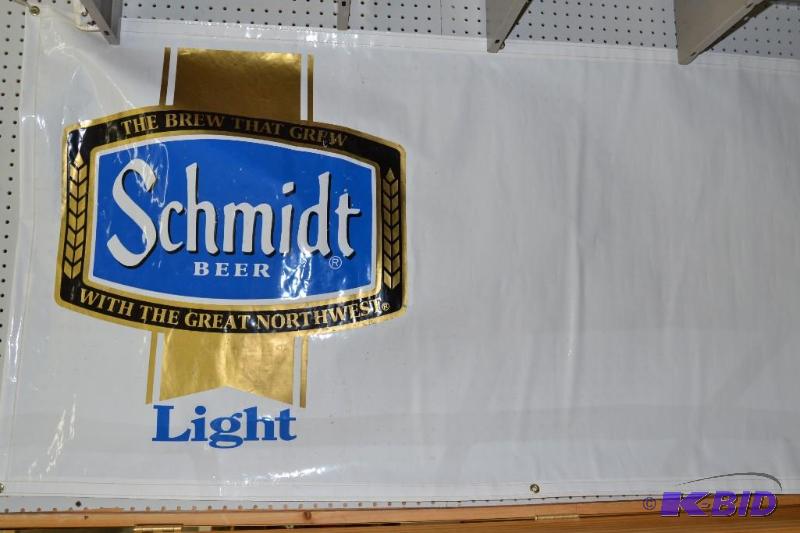 THE BREW THAT GREW
Schmidt
BEER ®
WITH THE GREAT NORTHWEST®
Light
© K-BID